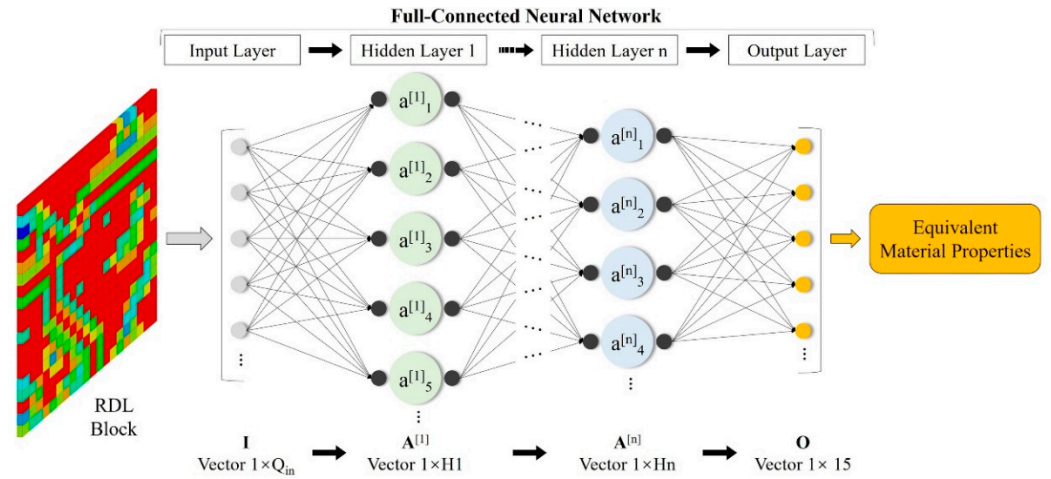 Full-Connected Neural Network
Input Layer
Hidden Layer 1
Hidden Layer n
Output Layer
a[1]1
a[1]2
a[1]3
a[1]4
a[1]5
a[n]1
a[n]2
a[n]3
a[n]4
Equivalent
Material Properties
RDL
Block
I
Vector 1×Qin
A[1]
Vector 1×H1
A[n]
Vector 1×Hn
O
Vector 1× 15